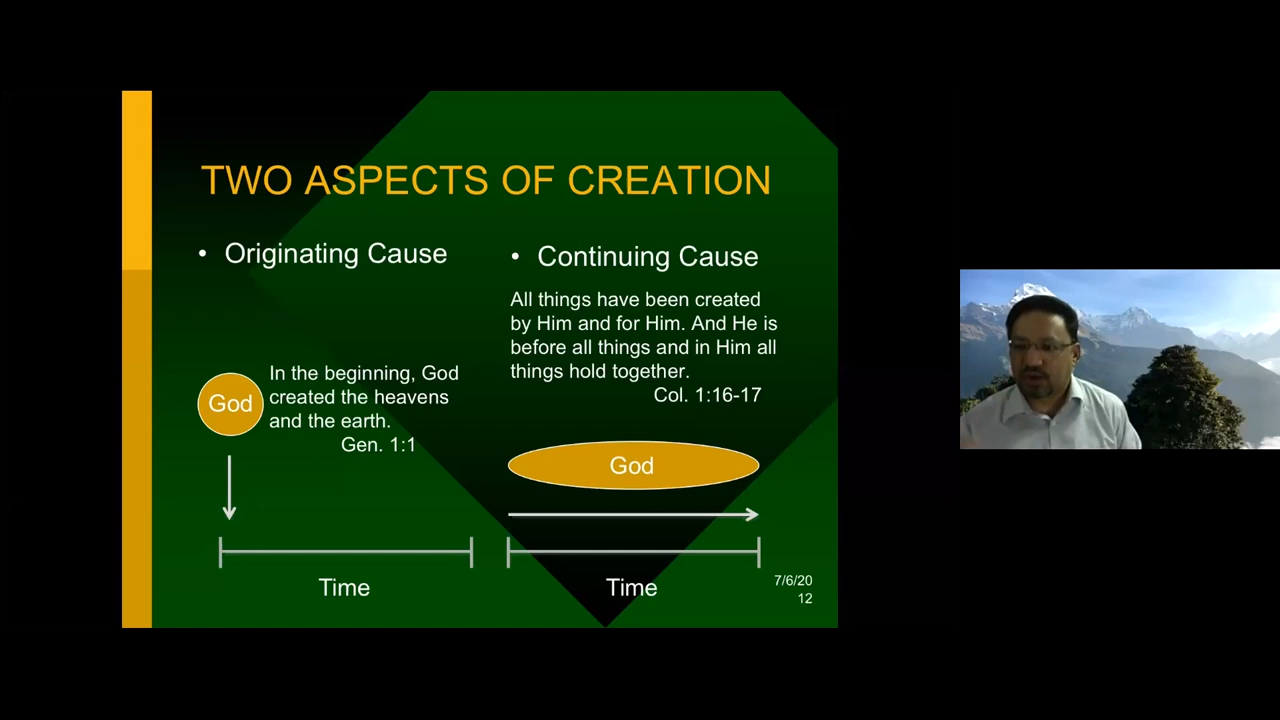 TWO ASPECTS OF CREATION
• Originating Cause
In the beginning, God
created the heavens
and the earth.
Gen. 1:1
God
Time
• Continuing Cause
All things have been created
by Him and for Him. And He is
before all things and in Him all
things hold together.
Col. 1:16-17
God
Time
7/6/20
12